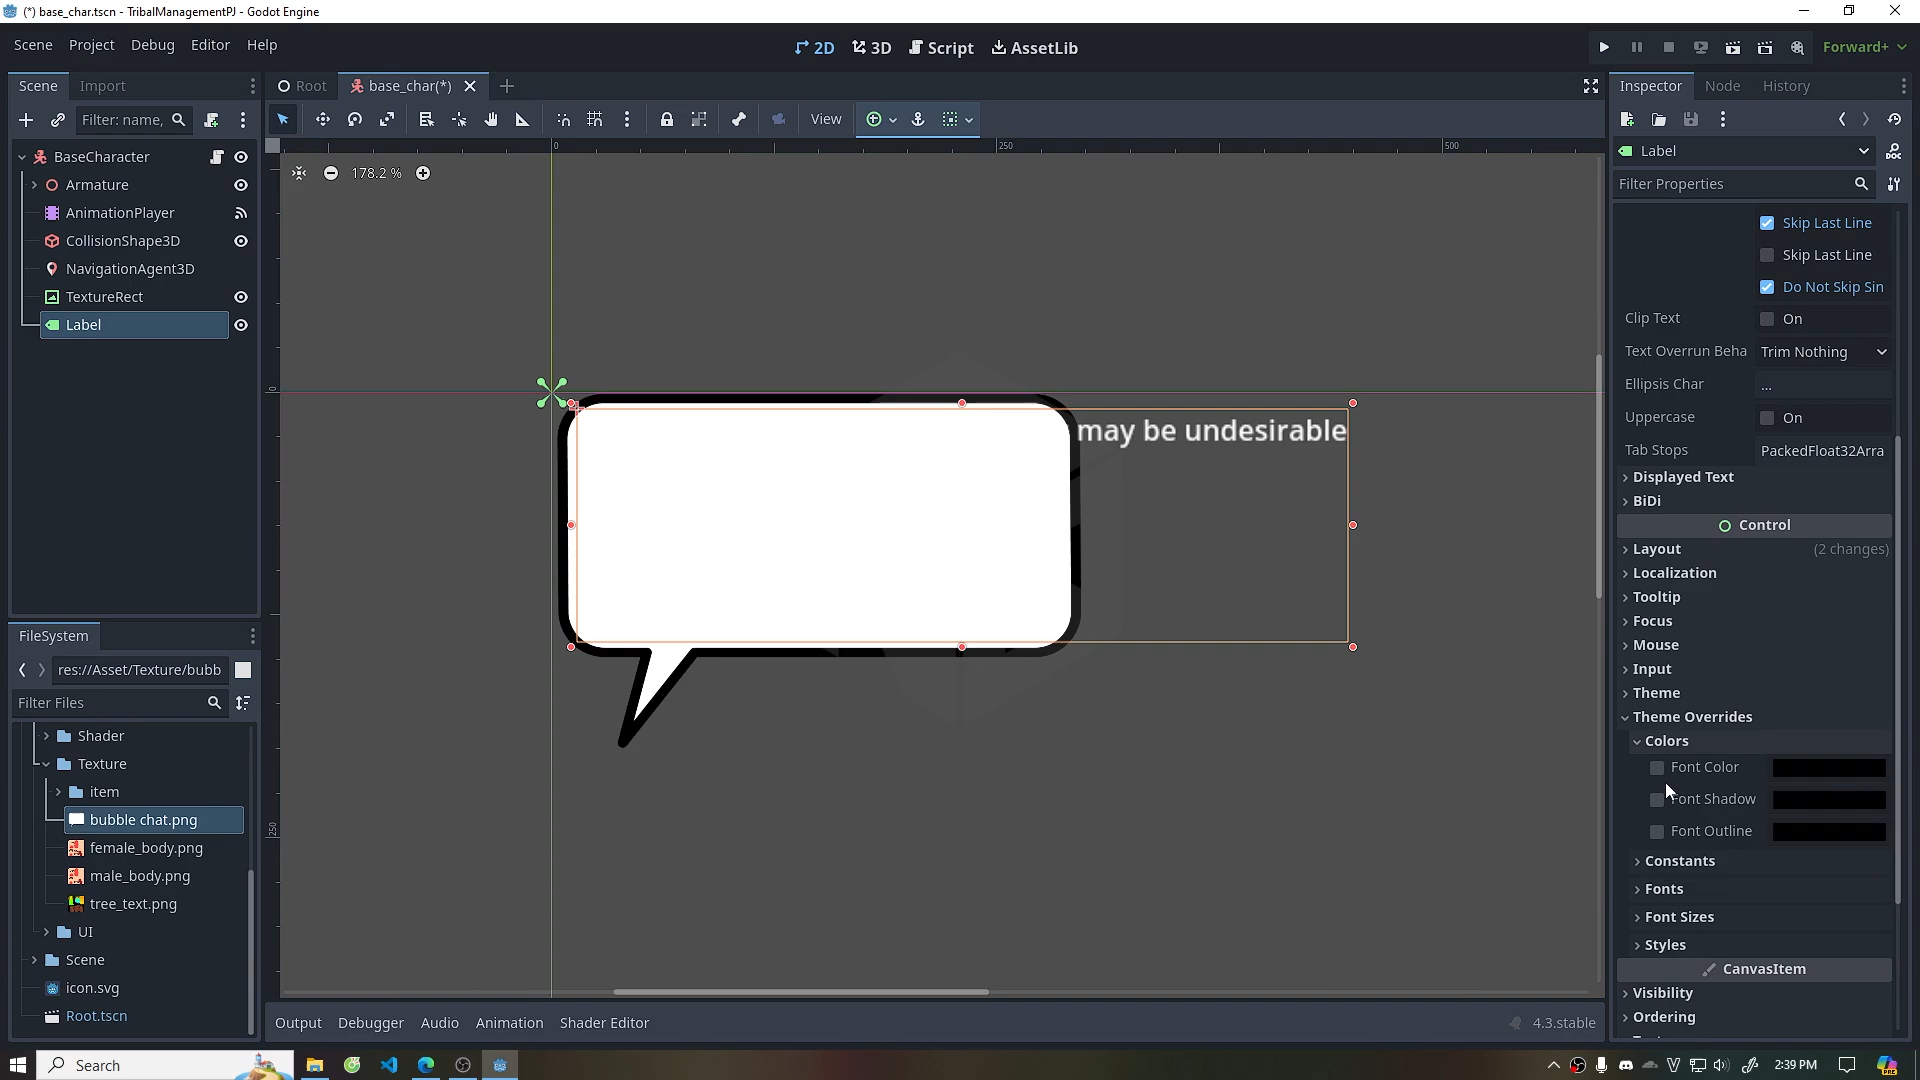 (*) base_char.tscn - TribalManagementPJ - Godot Engine
Scene Project Debug Editor Help
2D 3D Script AssetLib
Forward+
Scene Import
Root base_char(*)
Inspector Node History
Filter: name,
View
Label
178.2 %
0 250 500
Filter Properties
BaseCharacter
Armature
AnimationPlayer
CollisionShape3D
NavigationAgent3D
TextureRect
Label
0
250
may be undesirable
Skip Last Line
Skip Last Line
Do Not Skip Sin
Clip Text On
Text Overrun Beha Trim Nothing
Ellipsis Char ...
Uppercase On
Tab Stops PackedFloat32Arra
Displayed Text
BiDi
Control
Layout (2 changes)
Localization
Tooltip
Focus
Mouse
Input
Theme
Theme Overrides
Colors
Font Color
Font Shadow
Font Outline
Constants
Fonts
Font Sizes
Styles
CanvasItem
Visibility
Ordering
FileSystem
res://Asset/Texture/bubb
Filter Files
Shader
Texture
item
bubble chat.png
female_body.png
male_body.png
tree_text.png
UI
Scene
icon.svg
Root.tscn
Output Debugger Audio Animation Shader Editor
4.3.stable
Search
2:39 PM